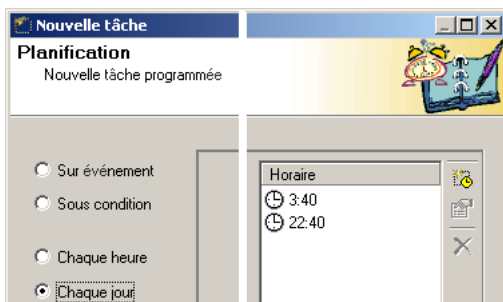 Nouvelle tâche
Planification
Nouvelle tâche programmée
Sur événement
Sous condition
Chaque heure
Chaque jour
Horaire
3:40
22:40